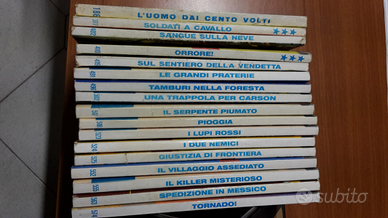 L'UOMO DAI CENTO VOLTI
SOLDATI A CAVALLO
SANGUE SULLA NEVE
ORRORE!
SUL SENTIERO DELLA VENDETTA
LE GRANDI PRATERIE
TAMBURI NELLA FORESTA
UNA TRAPPOLA PER CARSON
IL SERPENTE PIUMATO
PIOGGIA
I LUPI ROSSI
I DUE NEMICI
GIUSTIZIA DI FRONTIERA
IL VILLAGGIO ASSEDIATO
IL KILLER MISTERIOSO
SPEDIZIONE IN MESSICO
TORNADO!
subito